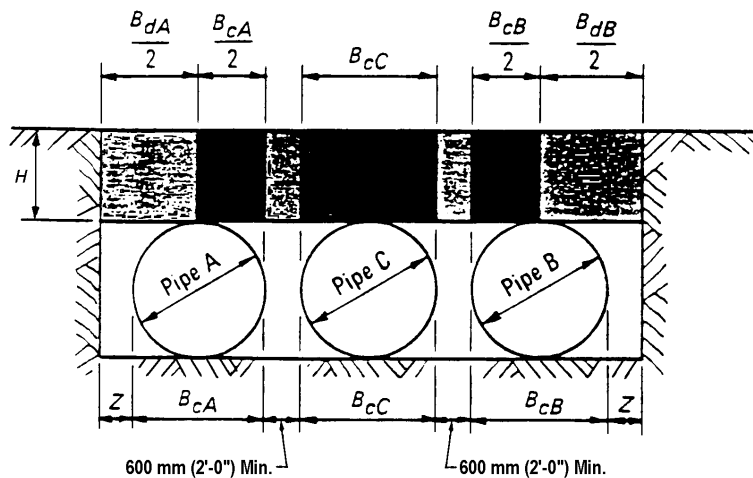 B_dA/2 B_cA/2 B_cC B_cB/2 B_dB/2
H
Pipe A Pipe C Pipe B
Z B_cA B_cC B_cB Z
600 mm (2'-0") Min. 600 mm (2'-0") Min.